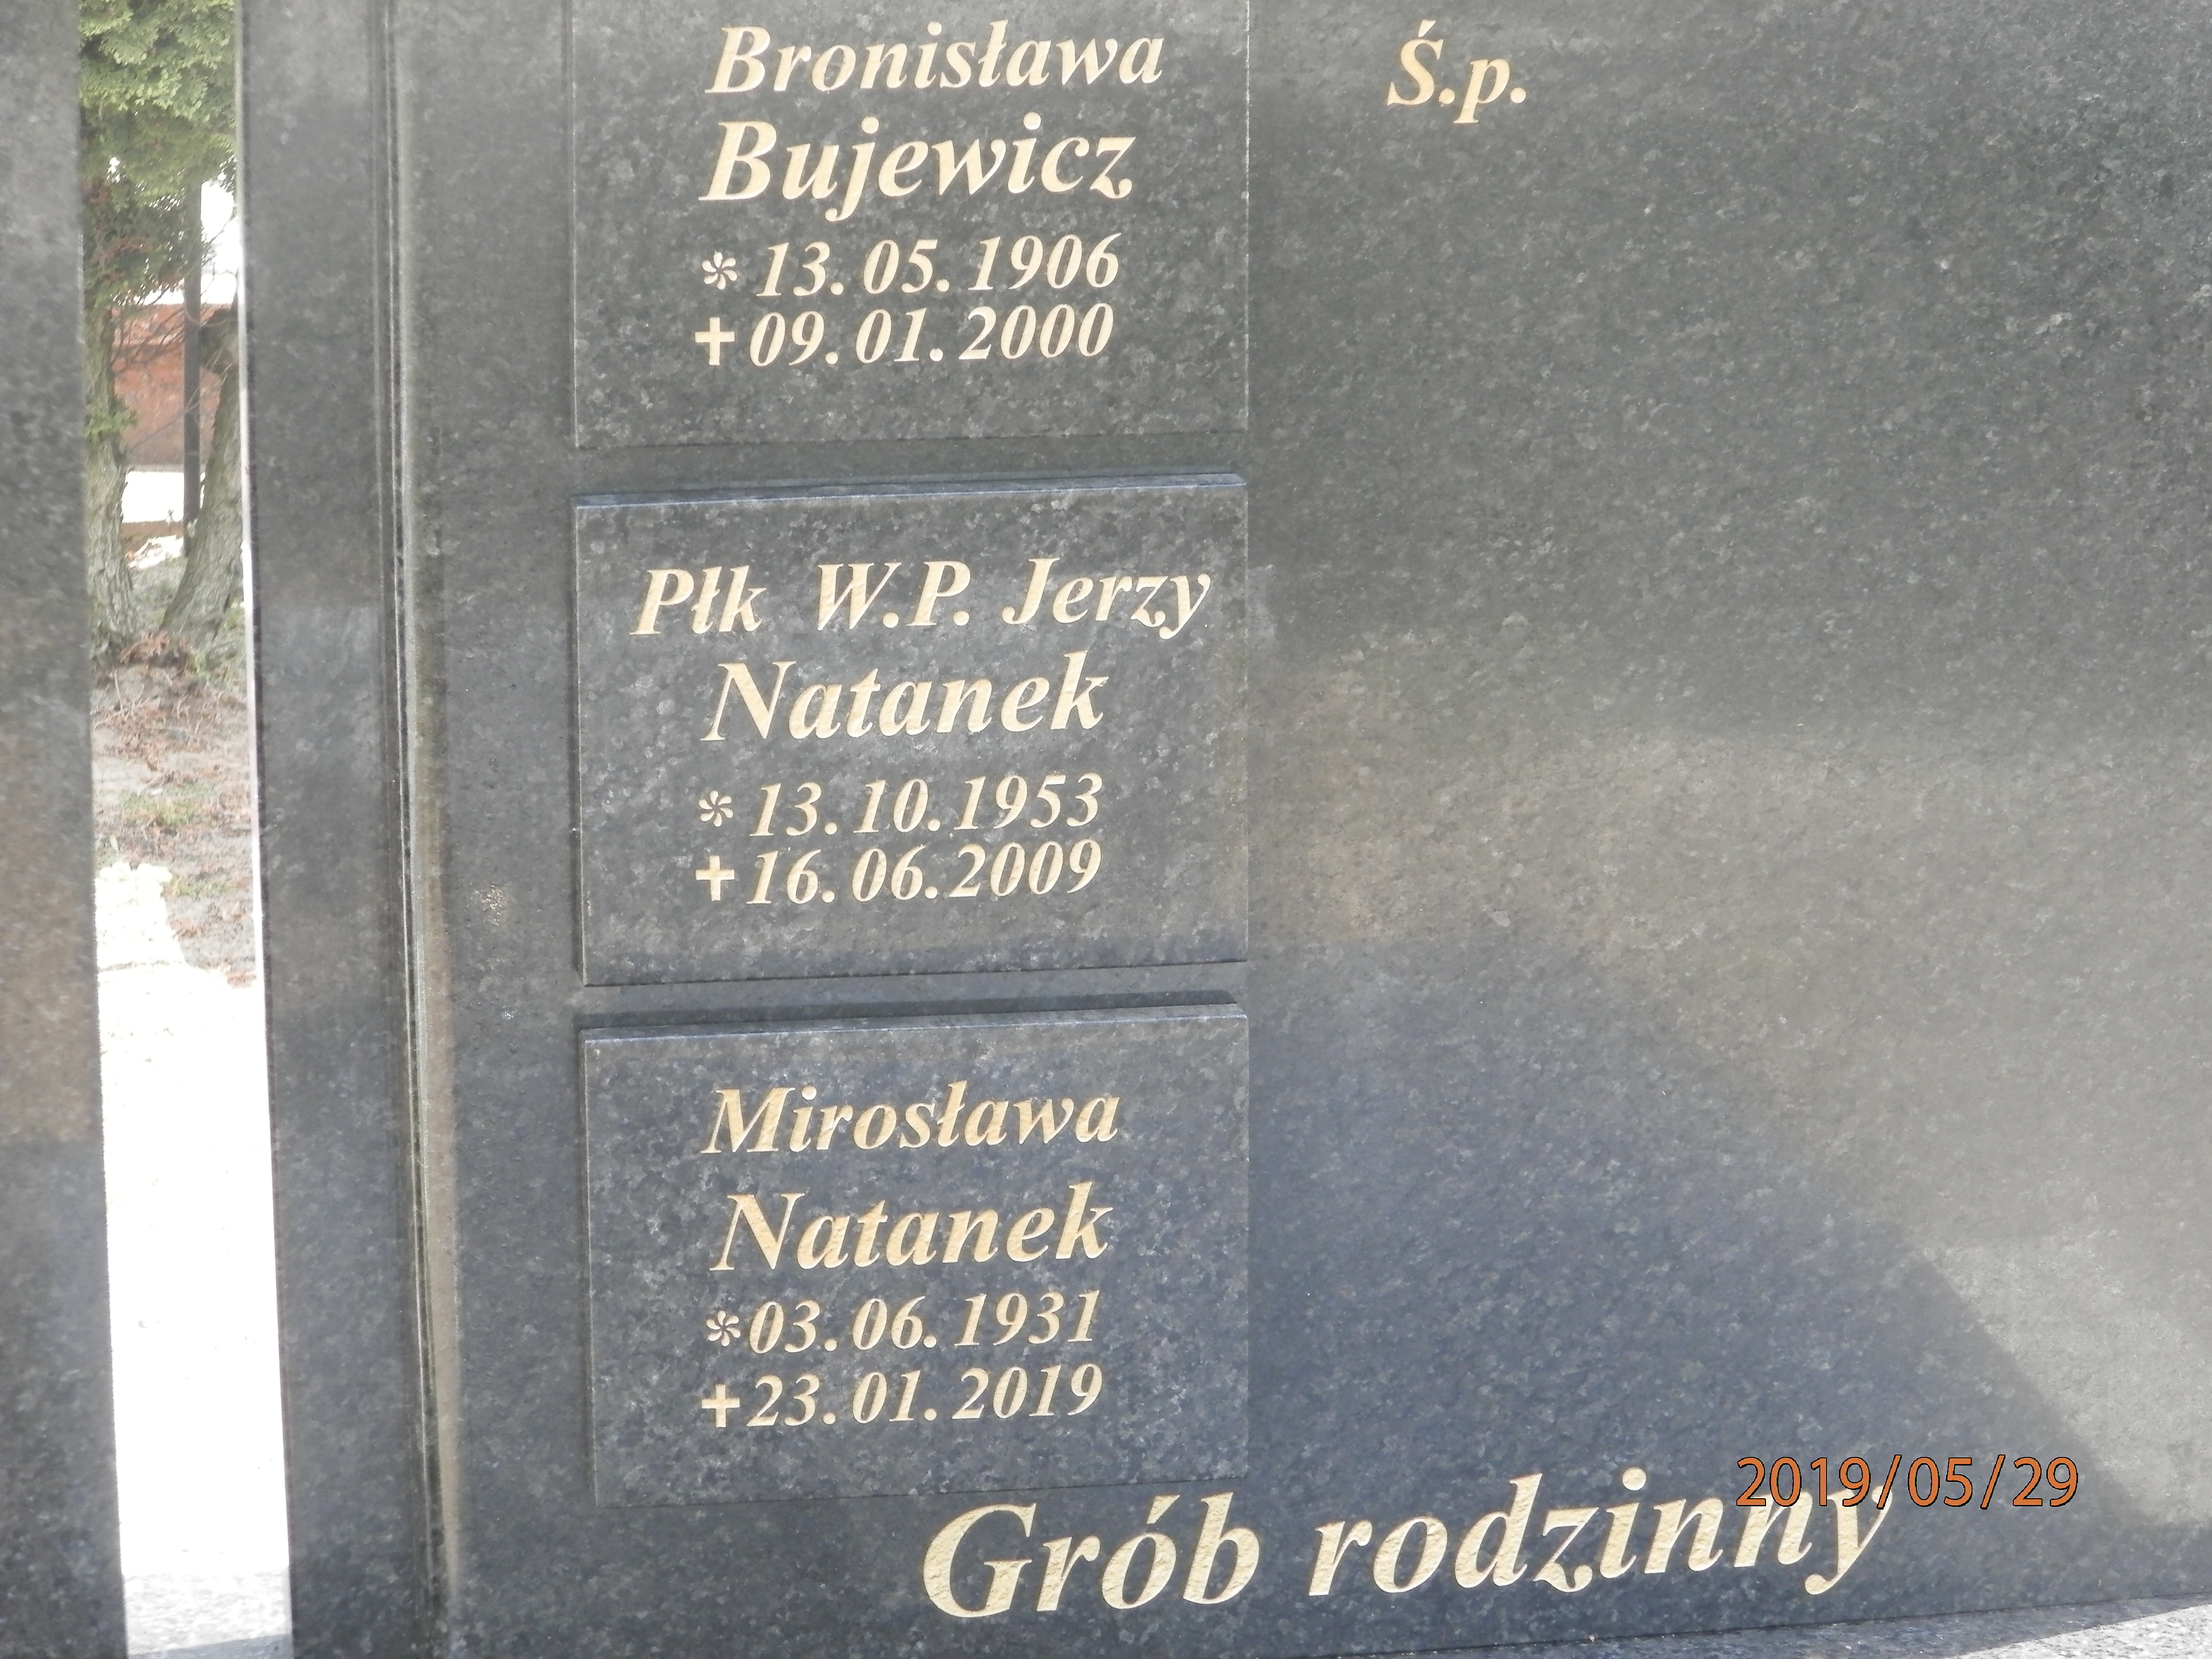 Bronisława
Bujewicz
* 13.05.1906
+ 09.01.2000
Ś.p.
Płk W.P. Jerzy
Natanek
* 13.10.1953
+ 16.06.2009
Mirosława
Natanek
* 03.06.1931
+ 23.01.2019
Grób rodzinny
2019/05/29